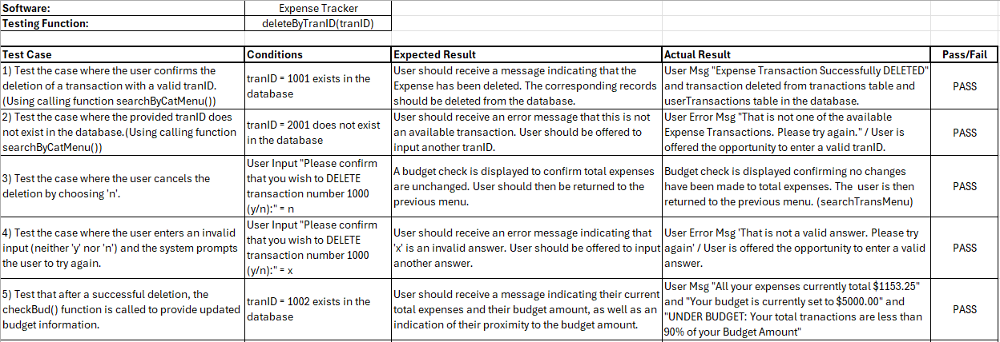 Software: Expense Tracker
Testing Function: deleteByTranID(tranID)
Test Case Conditions Expected Result Actual Result Pass/Fail
1) Test the case where the user confirms the
deletion of a transaction with a valid tranID.
(Using calling function searchByCatMenu())
tranID = 1001 exists in the
database
User should receive a message indicating that the
Expense has been deleted. The corresponding records
should be deleted from the database.
User Msg "Expense Transaction Successfully DELETED"
and transaction deleted from tranactions table and
userTransactions table in the database.
PASS
2) Test the case where the provided tranID does
not exist in the database.(Using calling function
searchByCatMenu())
tranID = 2001 does not exist
in the database
User should receive an error message that this is not
an available transaction. User should be offered to
input another tranID.
User Error Msg "That is not one of the available
Expense Transactions. Please try again." / User is
offered the opportunity to enter a valid tranID.
PASS
3) Test the case where the user cancels the
deletion by choosing 'n'.
User Input "Please confirm
that you wish to DELETE
transaction number 1000
(y/n):" = n
A budget check is displayed to confirm total expenses
are unchanged. User should then be returned to the
previous menu.
Budget check is displayed confirming no changes
have been made to total expenses. The user is then
returned to the previous menu. (searchTransMenu)
PASS
4) Test the case where the user enters an invalid
input (neither 'y' nor 'n') and the system prompts
the user to try again.
User Input "Please confirm
that you wish to DELETE
transaction number 1000
(y/n):" = x
User should receive an error message indicating that
'x' is an invalid answer. User should be offered to input
another answer.
User Error Msg 'That is not a valid answer. Please try
again' / User is offered the opportunity to enter a valid
answer.
PASS
5) Test that after a successful deletion, the
checkBud() function is called to provide updated
budget information.
tranID = 1002 exists in the
database
User should receive a message indicating their current
total expenses and their budget amount, as well as an
indication of their proximity to the budget amount.
User Msg "All your expenses currently total $1153.25"
and "Your budget is currently set to $5000.00" and
"UNDER BUDGET: Your total tranactions are less than
90% of your Budget Amount"
PASS